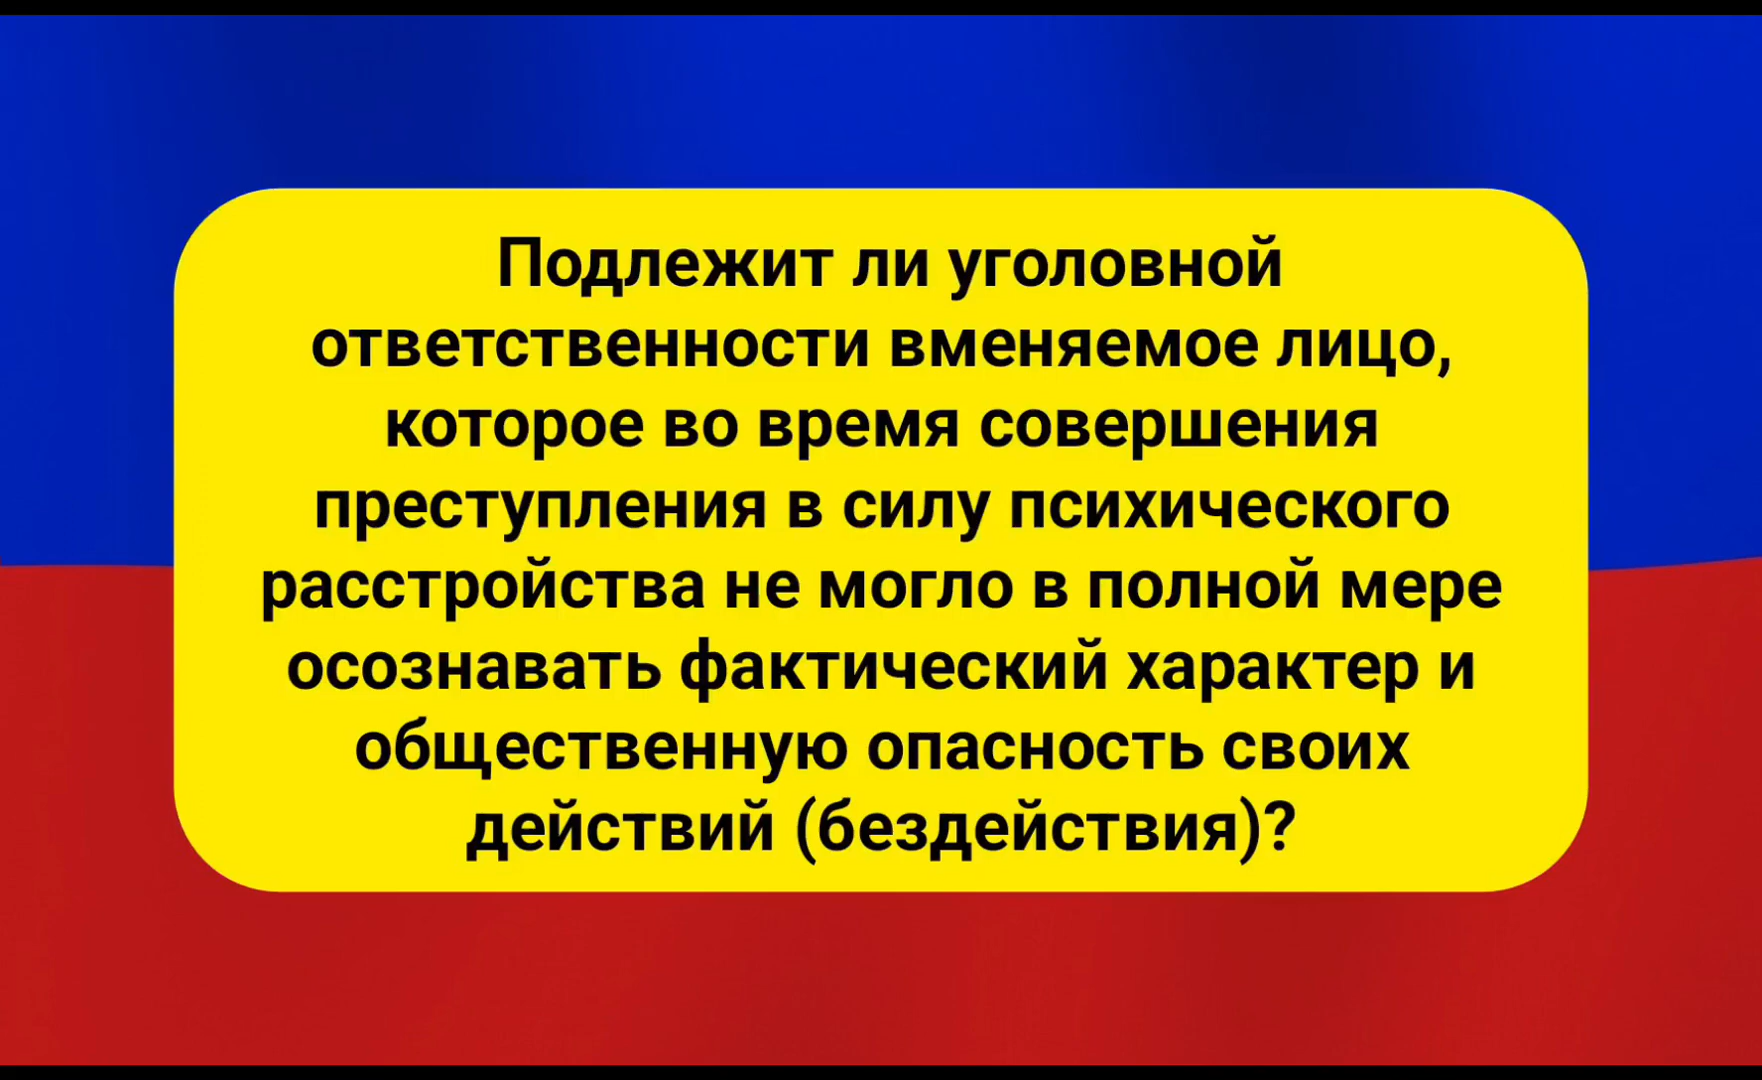 Подлежит ли уголовной
ответственности вменяемое лицо,
которое во время совершения
преступления в силу психического
расстройства не могло в полной мере
осознавать фактический характер и
общественную опасность своих
действий (бездействия)?